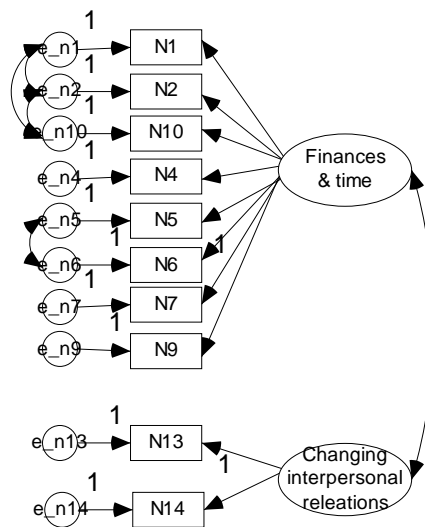 1
e_n1 N1
1
e_n2 N2
1
e_n10 N10
1
e_n4 N4
Finances
& time
1
e_n5 N5
1 1
e_n6 N6
1
e_n7 N7
1
e_n9 N9
1
e_n13 N13
1
Changing
interpersonal
releations
1
e_n14 N14